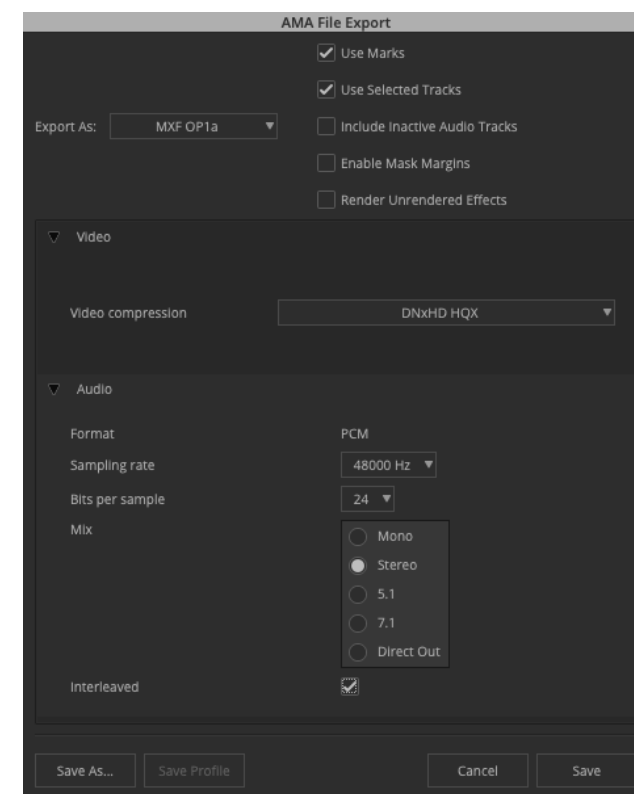 AMA File Export
Use Marks
Use Selected Tracks
Export As: MXF OP1a Include Inactive Audio Tracks
Enable Mask Margins
Render Unrendered Effects
Video
Video compression DNxHD HQX
Audio
Format PCM
Sampling rate 48000 Hz
Bits per sample 24
Mix
Mono
Stereo
5.1
7.1
Direct Out
Interleaved
Save As... Save Profile Cancel Save